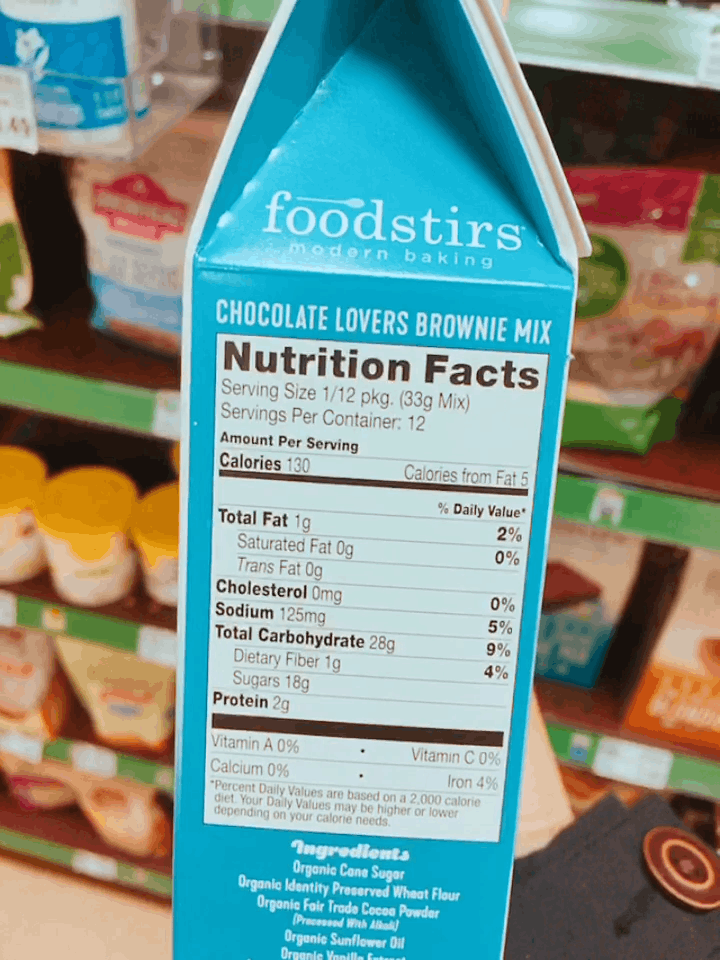 foodstirs
modern baking
CHOCOLATE LOVERS BROWNIE MIX
Nutrition Facts
Serving Size 1/12 pkg. (33g Mix)
Servings Per Container: 12
Amount Per Serving
Calories 130 Calories from Fat 5
% Daily Value*
Total Fat 1g 2%
Saturated Fat 0g 0%
Trans Fat 0g
Cholesterol 0mg 0%
Sodium 125mg 5%
Total Carbohydrate 28g 9%
Dietary Fiber 1g 4%
Sugars 18g
Protein 2g
Vitamin A 0% • Vitamin C 0%
Calcium 0% • Iron 4%
*Percent Daily Values are based on a 2,000 calorie
diet. Your Daily Values may be higher or lower
depending on your calorie needs.
Ingredients
Organic Cane Sugar
Organic Identity Preserved Wheat Flour
Organic Fair Trade Cocoa Powder
(Processed With Alkali)
Organic Sunflower Oil
Organic Vanilla Extract